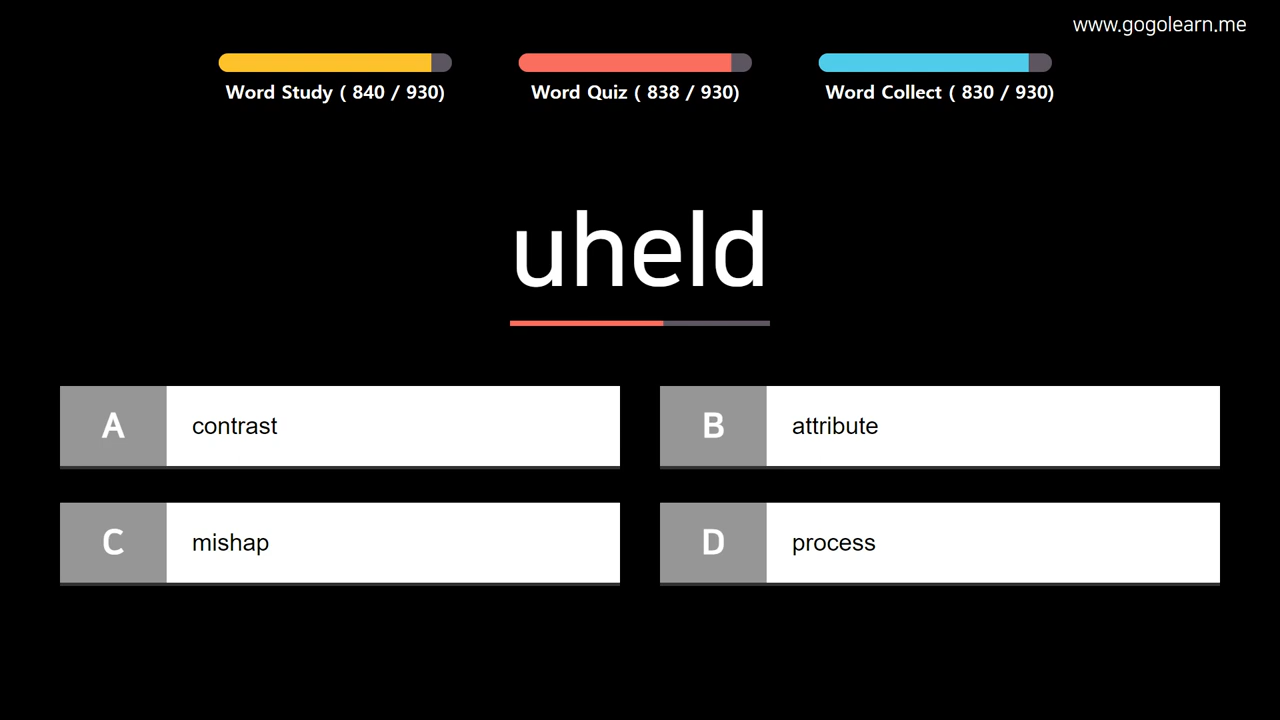 www.gogolearn.me
Word Study ( 840 / 930)
Word Quiz ( 838 / 930)
Word Collect ( 830 / 930)
uheld
A contrast
B attribute
C mishap
D process